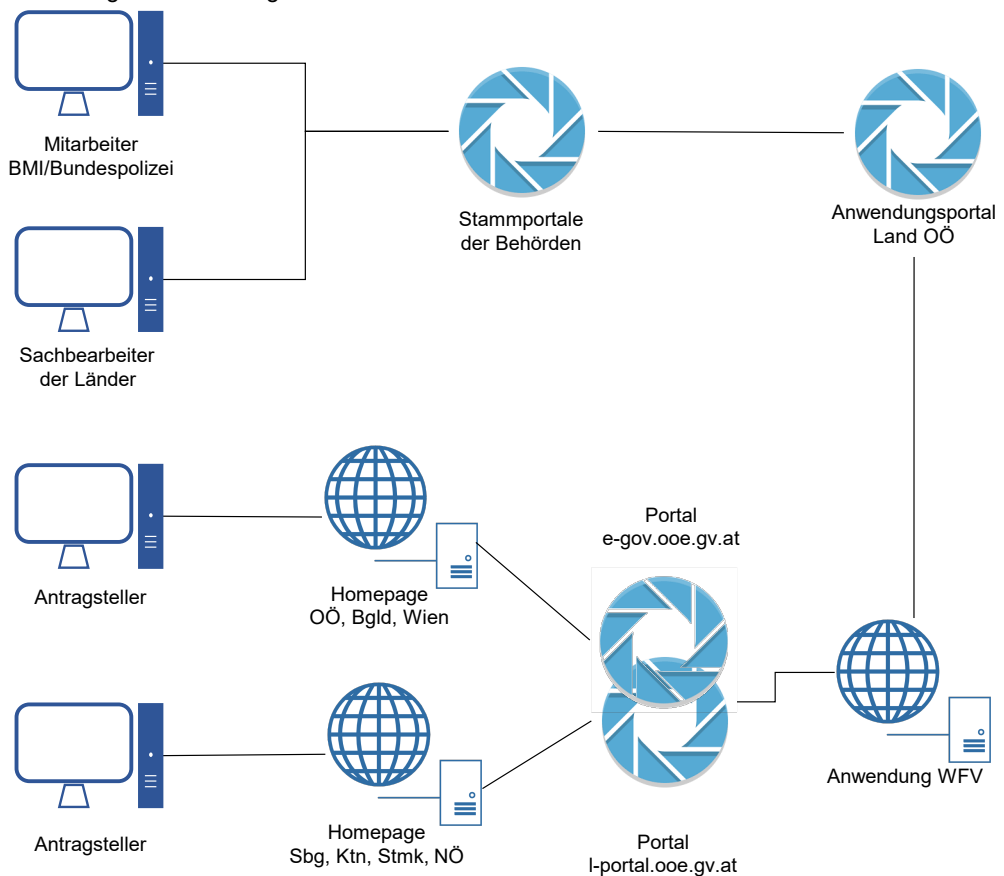 Mitarbeiter
BMI/Bundespolizei
Stammportale
der Behörden
Anwendungsportal
Land OÖ
Sachbearbeiter
der Länder
Antragsteller
Homepage
OÖ, Bgld, Wien
Portal
e-gov.ooe.gv.at
Anwendung WFV
Antragsteller
Homepage
Sbg, Ktn, Stmk, NÖ
Portal
l-portal.ooe.gv.at